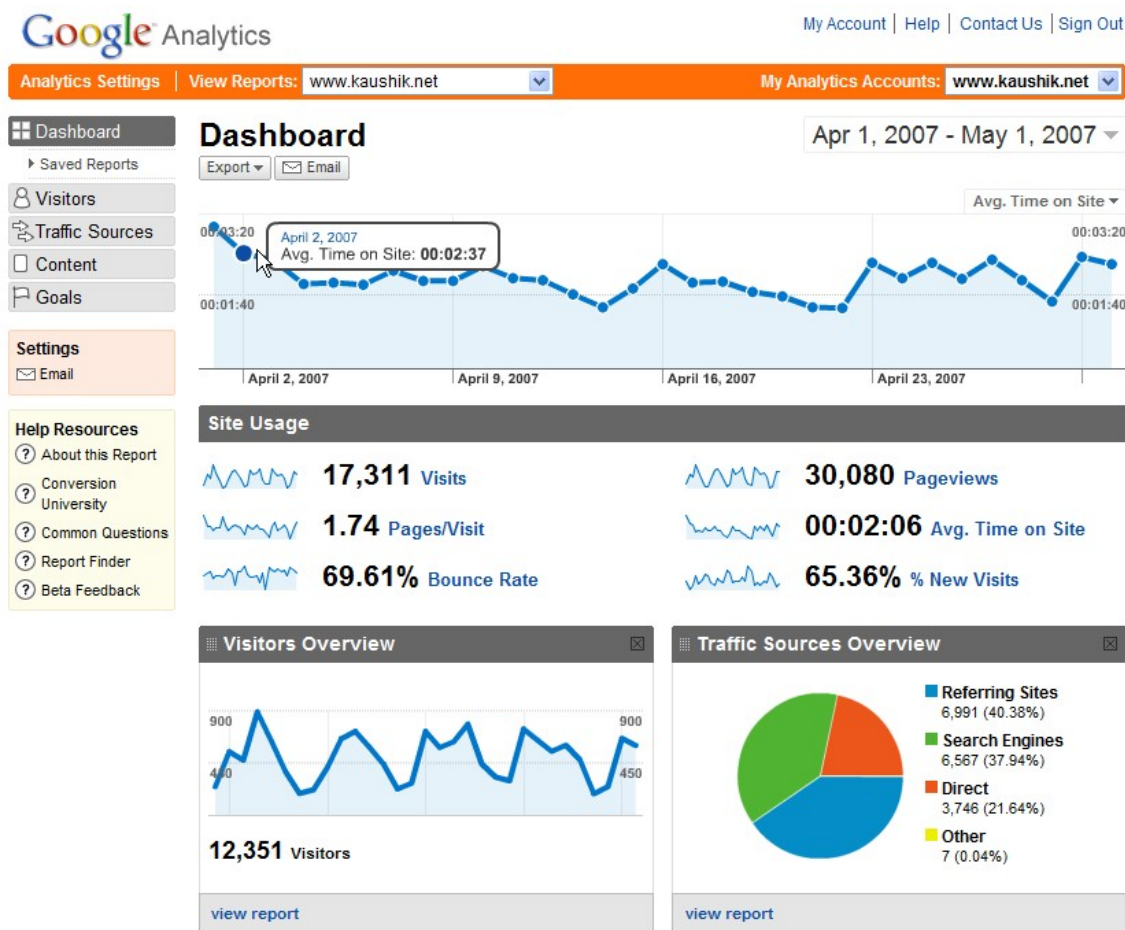 Google Analytics
My Account | Help | Contact Us | Sign Out
Analytics Settings | View Reports: www.kaushik.net
My Analytics Accounts: www.kaushik.net
Dashboard
Saved Reports
Visitors
Traffic Sources
Content
Goals
Settings
Email
Help Resources
About this Report
Conversion
University
Common Questions
Report Finder
Beta Feedback
Dashboard
Apr 1, 2007 - May 1, 2007
Export
Email
Avg. Time on Site
00:03:20
00:03:20
April 2, 2007
Avg. Time on Site: 00:02:37
00:01:40
00:01:40
April 2, 2007
April 9, 2007
April 16, 2007
April 23, 2007
Site Usage
17,311 Visits
30,080 Pageviews
1.74 Pages/Visit
00:02:06 Avg. Time on Site
69.61% Bounce Rate
65.36% % New Visits
Visitors Overview
900
900
450
450
12,351 Visitors
view report
Traffic Sources Overview
Referring Sites
6,991 (40.38%)
Search Engines
6,567 (37.94%)
Direct
3,746 (21.64%)
Other
7 (0.04%)
view report